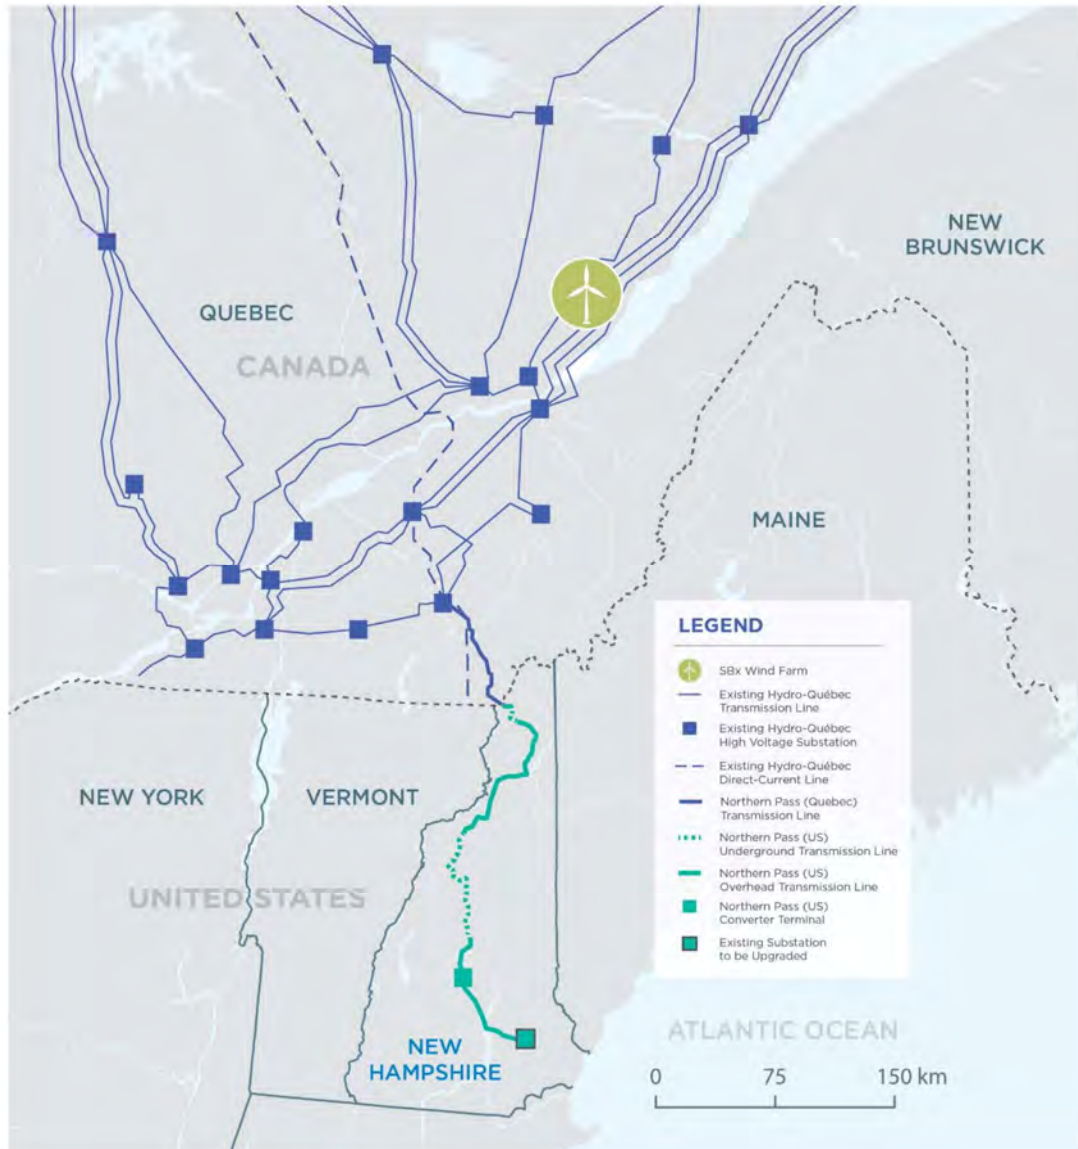 NEW
BRUNSWICK
QUEBEC
CANADA
MAINE
LEGEND
SBx Wind Farm
Existing Hydro-Québec
Transmission Line
Existing Hydro-Québec
High Voltage Substation
Existing Hydro-Québec
Direct-Current Line
Northern Pass (Quebec)
Transmission Line
Northern Pass (US)
Underground Transmission Line
Northern Pass (US)
Overhead Transmission Line
Northern Pass (US)
Converter Terminal
Existing Substation
to be Upgraded
NEW YORK
VERMONT
UNITED STATES
NEW
HAMPSHIRE
ATLANTIC OCEAN
0 75 150 km